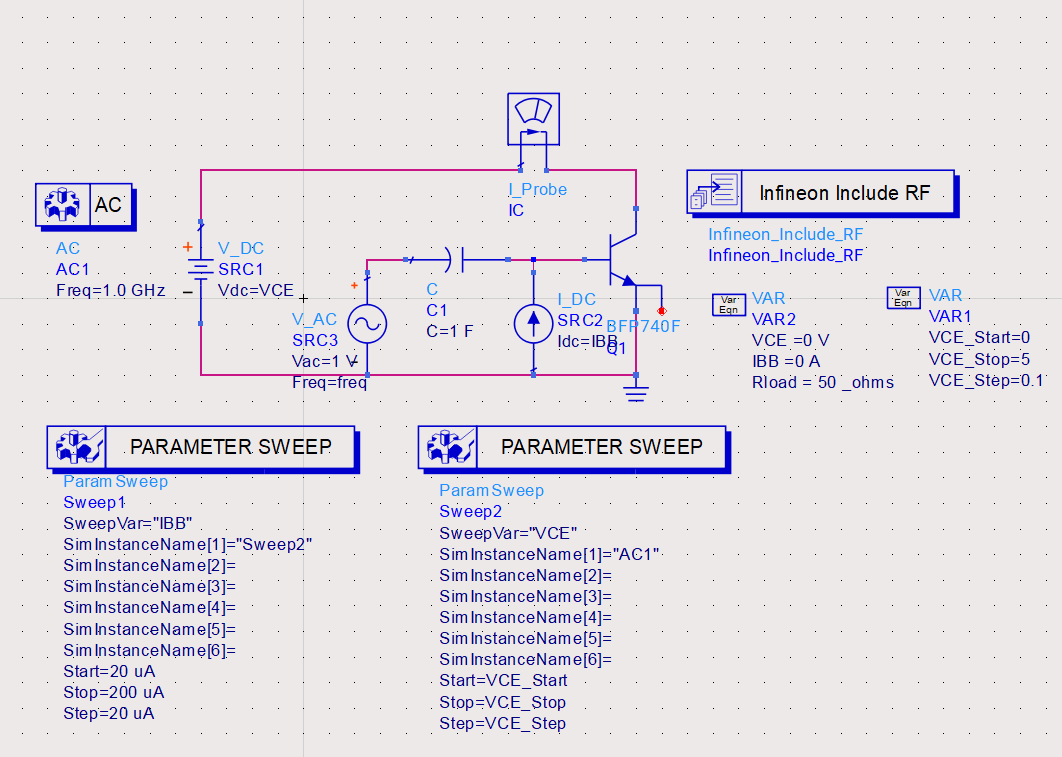 AC
AC
AC1
Freq=1.0 GHz
V_DC
SRC1
Vdc=VCE
I_Probe
IC
V_AC
SRC3
Vac=1 V
Freq=freq
C
C1
C=1 F
I_DC
SRC2
Idc=IBB
BFP740F
Q1
Infineon Include RF
Infineon_Include_RF
Infineon_Include_RF
Var
Eqn
VAR
VAR2
VCE =0 V
IBB =0 A
Rload = 50 _ohms
Var
Eqn
VAR
VAR1
VCE_Start=0
VCE_Stop=5
VCE_Step=0.1
PARAMETER SWEEP
ParamSweep
Sweep1
SweepVar="IBB"
SimInstanceName[1]="Sweep2"
SimInstanceName[2]=
SimInstanceName[3]=
SimInstanceName[4]=
SimInstanceName[5]=
SimInstanceName[6]=
Start=20 uA
Stop=200 uA
Step=20 uA
PARAMETER SWEEP
ParamSweep
Sweep2
SweepVar="VCE"
SimInstanceName[1]="AC1"
SimInstanceName[2]=
SimInstanceName[3]=
SimInstanceName[4]=
SimInstanceName[5]=
SimInstanceName[6]=
Start=VCE_Start
Stop=VCE_Stop
Step=VCE_Step